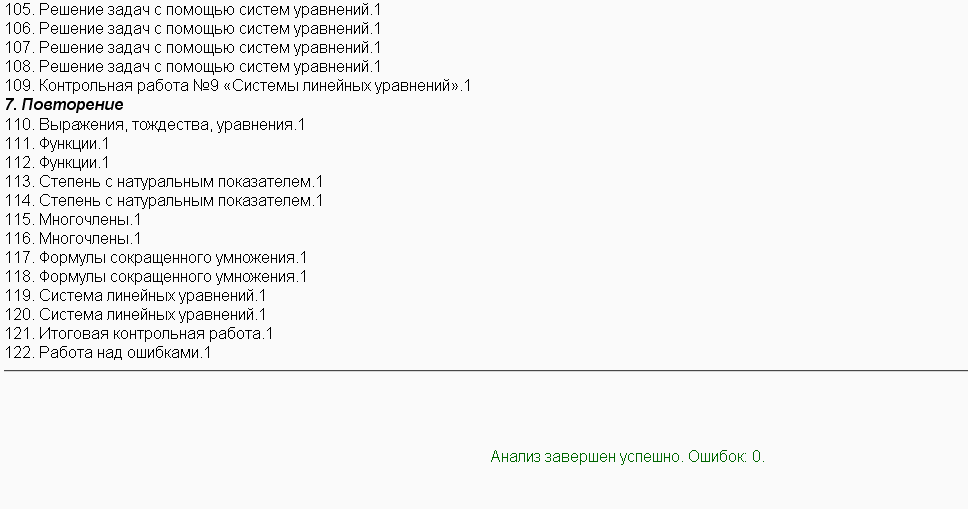 105. Решение задач с помощью систем уравнений.1
106. Решение задач с помощью систем уравнений.1
107. Решение задач с помощью систем уравнений.1
108. Решение задач с помощью систем уравнений.1
109. Контрольная работа №9 «Системы линейных уравнений».1
7. Повторение
110. Выражения, тождества, уравнения.1
111. Функции.1
112. Функции.1
113. Степень с натуральным показателем.1
114. Степень с натуральным показателем.1
115. Многочлены.1
116. Многочлены.1
117. Формулы сокращенного умножения.1
118. Формулы сокращенного умножения.1
119. Система линейных уравнений.1
120. Система линейных уравнений.1
121. Итоговая контрольная работа.1
122. Работа над ошибками.1
Анализ завершен успешно. Ошибок: 0.